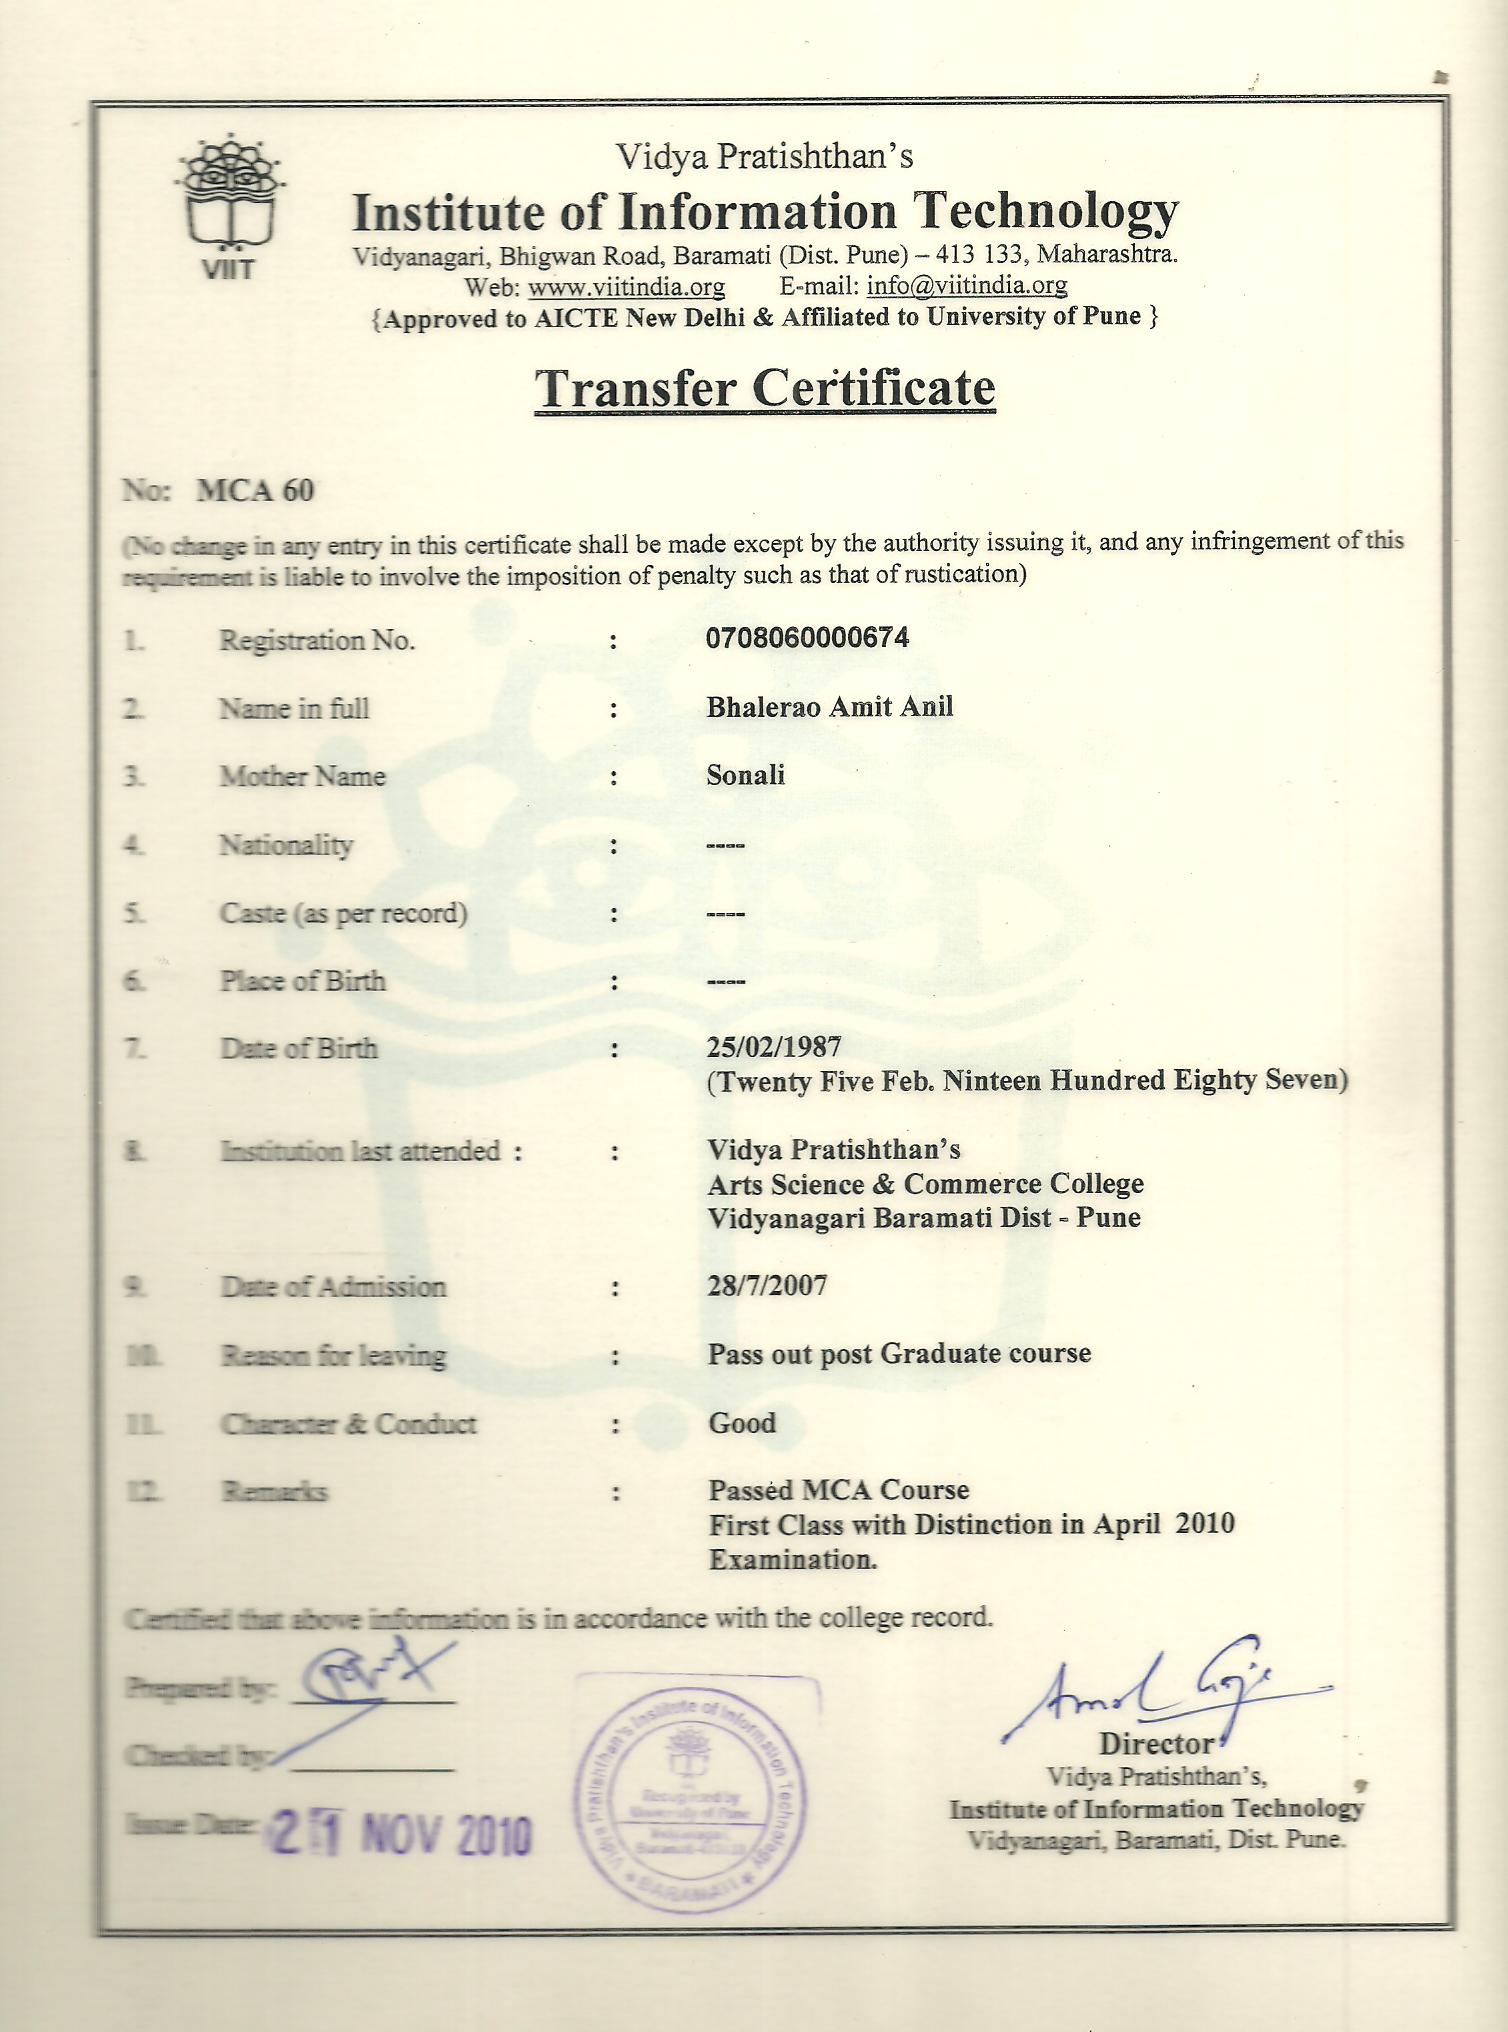 VIIT
Vidya Pratishthan's
Institute of Information Technology
Vidyanagari, Bhigwan Road, Baramati (Dist. Pune) – 413 133, Maharashtra.
Web: www.viitindia.org E-mail: info@viitindia.org
{Approved to AICTE New Delhi & Affiliated to University of Pune }
Transfer Certificate
No: MCA 60
(No change in any entry in this certificate shall be made except by the authority issuing it, and any infringement of this
requirement is liable to involve the imposition of penalty such as that of rustication)
1. Registration No. : 0708060000674
2. Name in full : Bhalerao Amit Anil
3. Mother Name : Sonali
4. Nationality : ----
5. Caste (as per record) : ----
6. Place of Birth : ----
7. Date of Birth : 25/02/1987
(Twenty Five Feb. Ninteen Hundred Eighty Seven)
8. Institution last attended : : Vidya Pratishthan's
Arts Science & Commerce College
Vidyanagari Baramati Dist - Pune
9. Date of Admission : 28/7/2007
10. Reason for leaving : Pass out post Graduate course
11. Character & Conduct : Good
12. Remarks : Passed MCA Course
First Class with Distinction in April 2010
Examination.
Certified that above information is in accordance with the college record.
Prepared by:
Checked by:
Issue Date: NOV 2010
Vidya Pratishthan's Institute of Information Technology
Recognised by
University of Pune
Vidyanagari,
★ BARAMATI ★
Amol
Director
Vidya Pratishthan's,
Institute of Information Technology
Vidyanagari, Baramati, Dist. Pune.